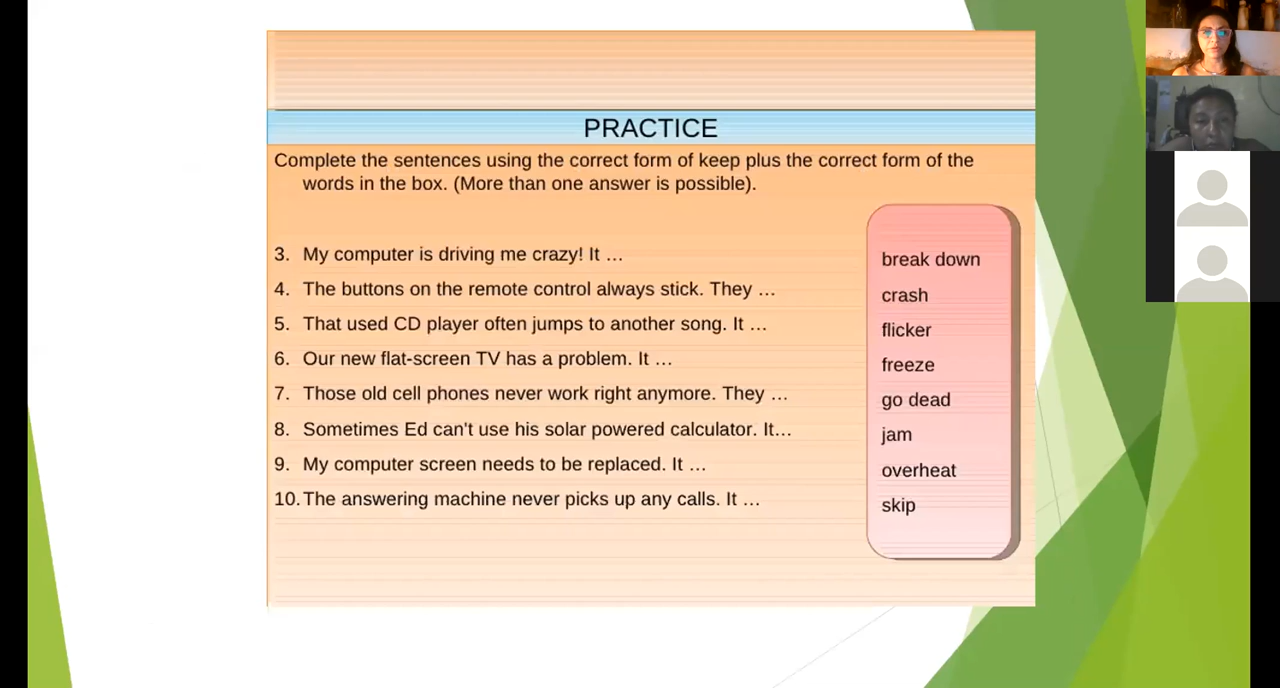 PRACTICE
Complete the sentences using the correct form of keep plus the correct form of the
words in the box. (More than one answer is possible).
3. My computer is driving me crazy! It …
4. The buttons on the remote control always stick. They …
5. That used CD player often jumps to another song. It …
6. Our new flat-screen TV has a problem. It …
7. Those old cell phones never work right anymore. They …
8. Sometimes Ed can't use his solar powered calculator. It…
9. My computer screen needs to be replaced. It …
10. The answering machine never picks up any calls. It …
break down
crash
flicker
freeze
go dead
jam
overheat
skip